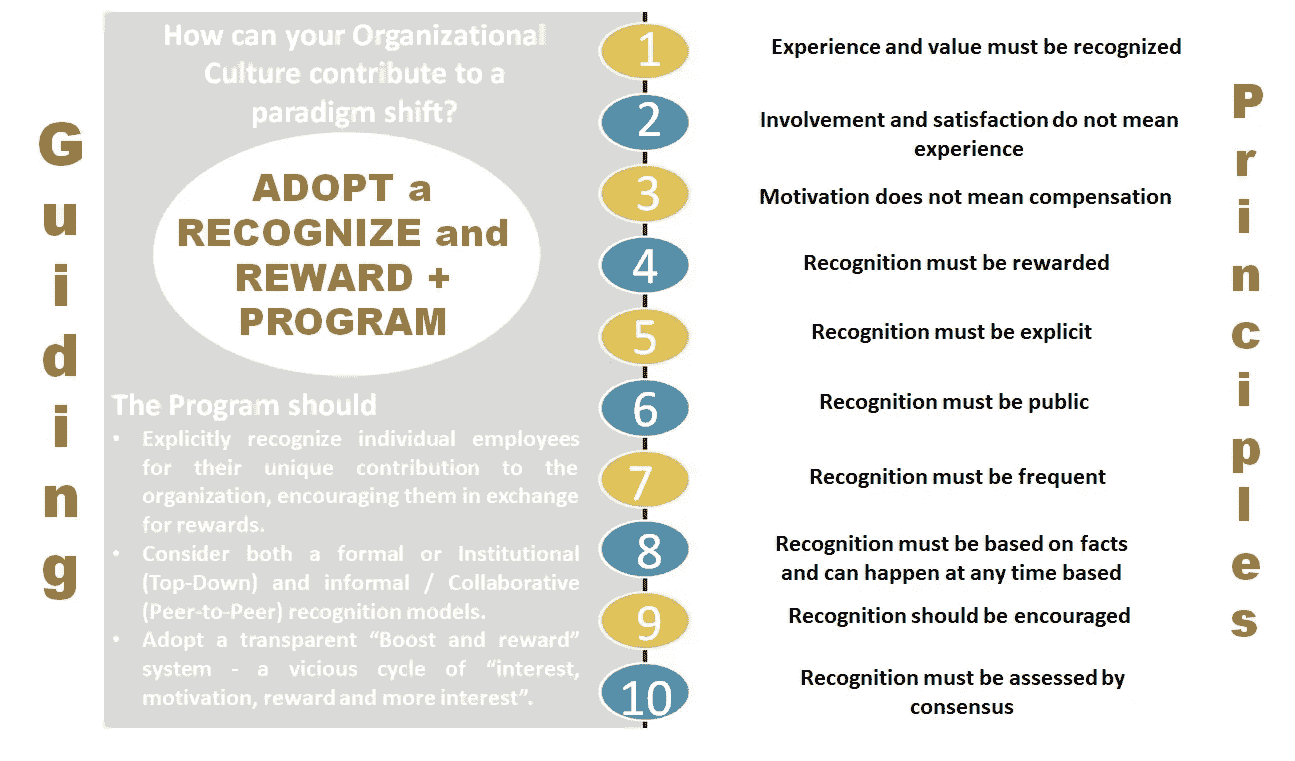 Guiding
How can your Organizational
Culture contribute to a
paradigm shift?
ADOPT a
RECOGNIZE and
REWARD +
PROGRAM
The Program should
• Explicitly recognize individual employees
for their unique contribution to the
organization, encouraging them in exchange
for rewards.
• Consider both a formal or Institutional
(Top-Down) and informal / Collaborative
(Peer-to-Peer) recognition models.
• Adopt a transparent “Boost and reward”
system - a vicious cycle of “interest,
motivation, reward and more interest”.
1
Experience and value must be recognized
2
Involvement and satisfaction do not mean
experience
3
Motivation does not mean compensation
4
Recognition must be rewarded
5
Recognition must be explicit
6
Recognition must be public
7
Recognition must be frequent
8
Recognition must be based on facts
and can happen at any time based
9
Recognition should be encouraged
10
Recognition must be assessed by
consensus
Principles